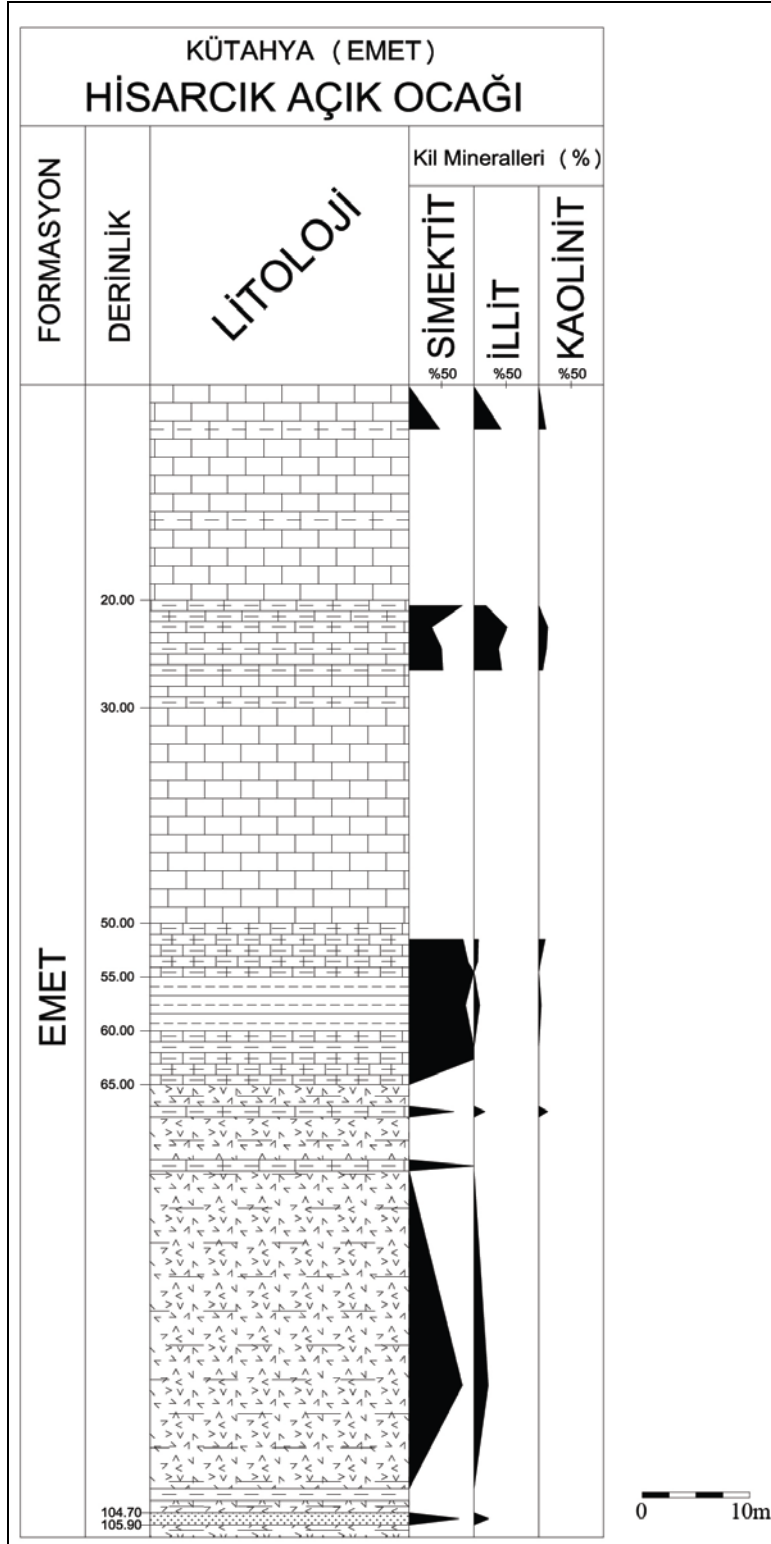 KÜTAHYA ( EMET )
HİSARCIK AÇIK OCAĞI
FORMASYON
DERİNLİK
LİTOLOJİ
Kil Mineralleri ( % )
SİMEKTİT
İLLİT
KAOLİNİT
%50
%50
%50
20.00
30.00
50.00
55.00
60.00
65.00
104.70
105.90
EMET
0 10m